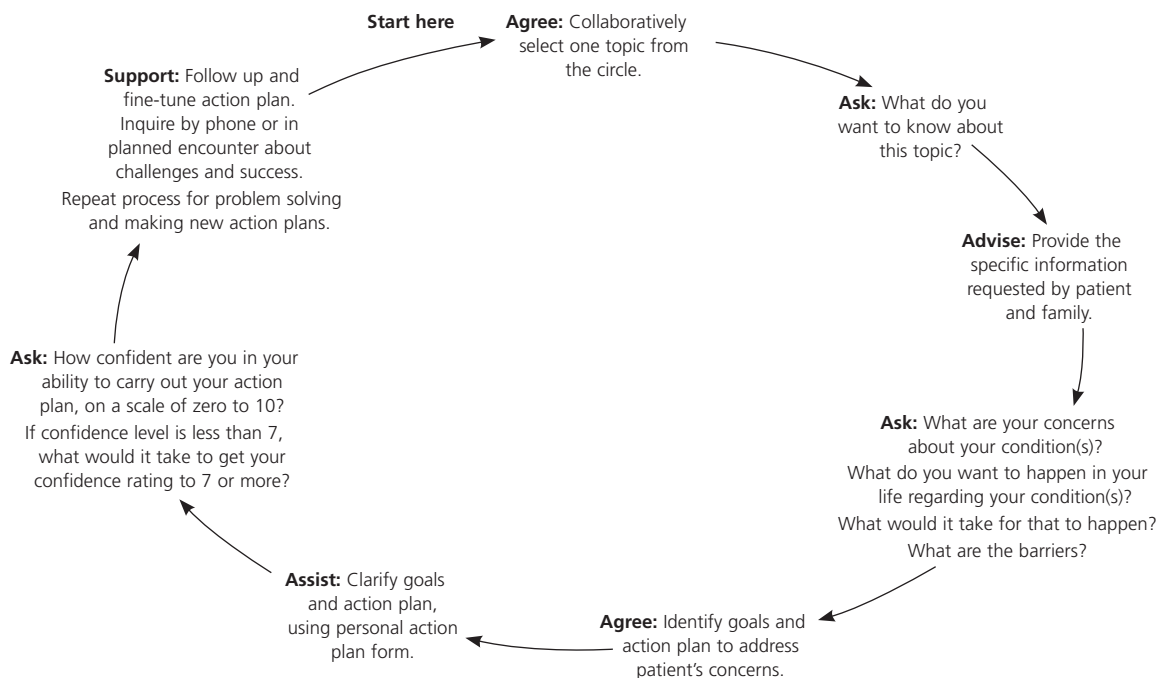 Start here
Agree: Collaboratively
select one topic from
the circle.
Ask: What do you
want to know about
this topic?
Advise: Provide the
specific information
requested by patient
and family.
Ask: What are your concerns
about your condition(s)?
What do you want to happen in your
life regarding your condition(s)?
What would it take for that to happen?
What are the barriers?
Agree: Identify goals and
action plan to address
patient's concerns.
Assist: Clarify goals
and action plan,
using personal action
plan form.
Ask: How confident are you in your
ability to carry out your action
plan, on a scale of zero to 10?
If confidence level is less than 7,
what would it take to get your
confidence rating to 7 or more?
Support: Follow up and
fine-tune action plan.
Inquire by phone or in
planned encounter about
challenges and success.
Repeat process for problem solving
and making new action plans.